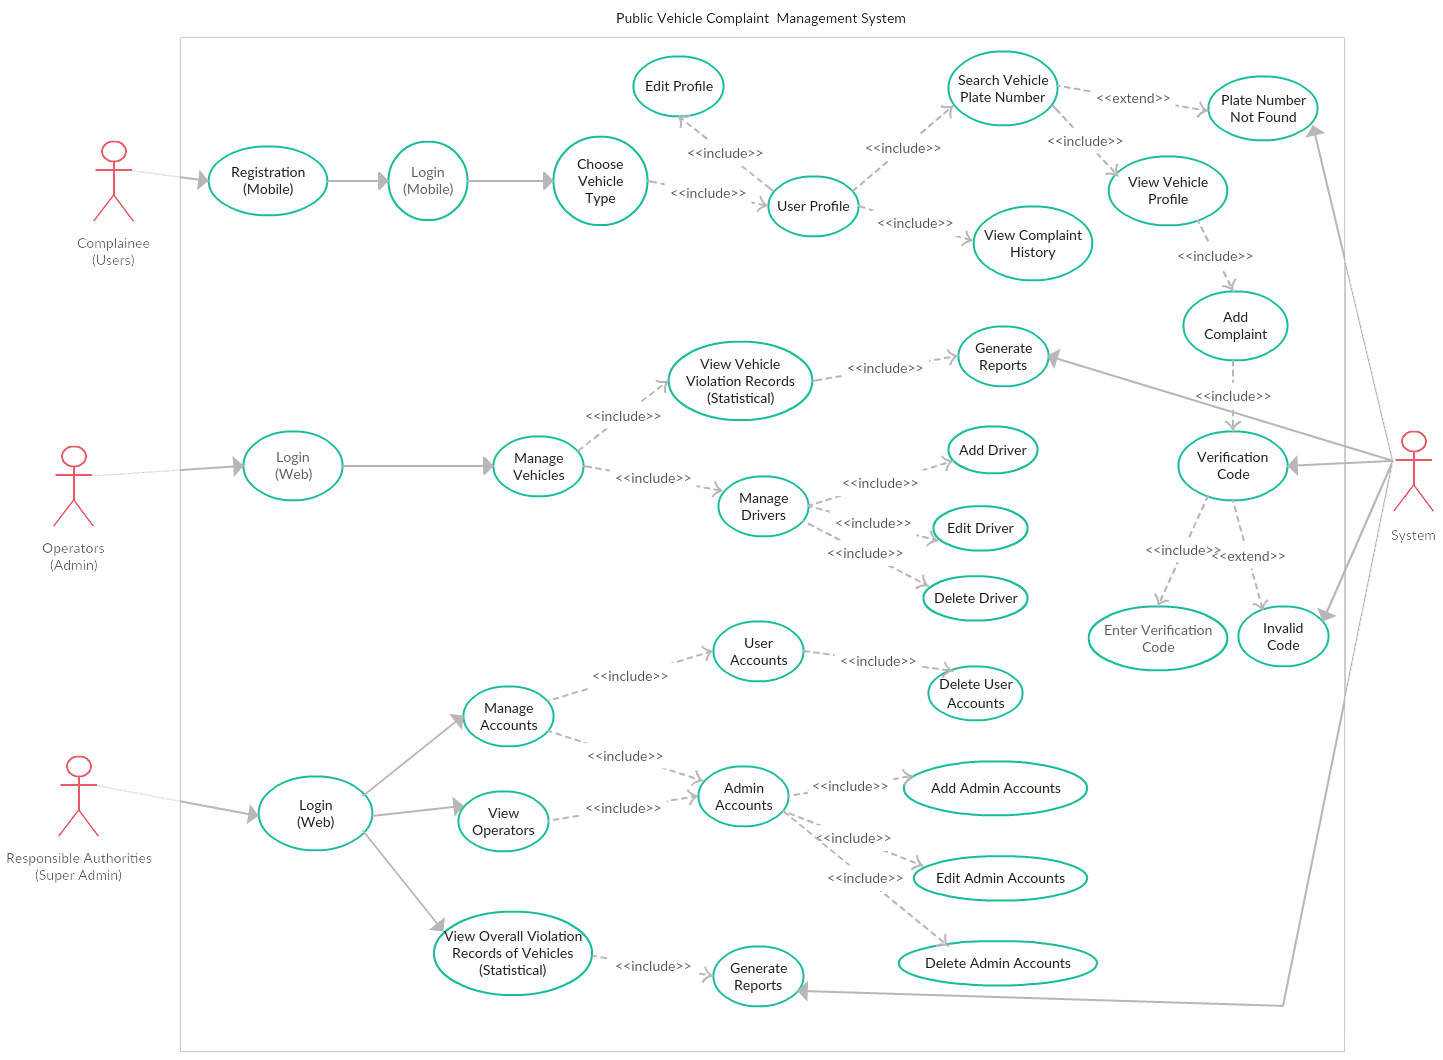 Public Vehicle Complaint  Management System
Edit Profile
Search Vehicle
Plate Number
<<extend>>
Plate Number
Not Found
<<include>>
<<include>>
<<include>>
Registration
(Mobile)
Login
(Mobile)
Choose
Vehicle
Type
<<include>>
User Profile
View Vehicle
Profile
<<include>>
View Complaint
History
Complainee
(Users)
<<include>>
Add
Complaint
View Vehicle
Violation Records
(Statistical)
<<include>>
Generate
Reports
<<include>>
<<include>>
Login
(Web)
Manage
Vehicles
<<include>>
Add Driver
<<include>>
Verification
Code
Manage
Drivers
<<include>>
Edit Driver
<<include>>
System
Operators
(Admin)
<<include>>
<<extend>>
Delete Driver
Enter Verification
Code
Invalid
Code
User
Accounts
<<include>>
<<include>>
Delete User
Accounts
Manage
Accounts
<<include>>
Admin
Accounts
<<include>>
Add Admin Accounts
Login
(Web)
View
Operators
<<include>>
<<include>>
Responsible Authorities
(Super Admin)
<<include>>
Edit Admin Accounts
View Overall Violation
Records of Vehicles
(Statistical)
<<include>>
Generate
Reports
Delete Admin Accounts